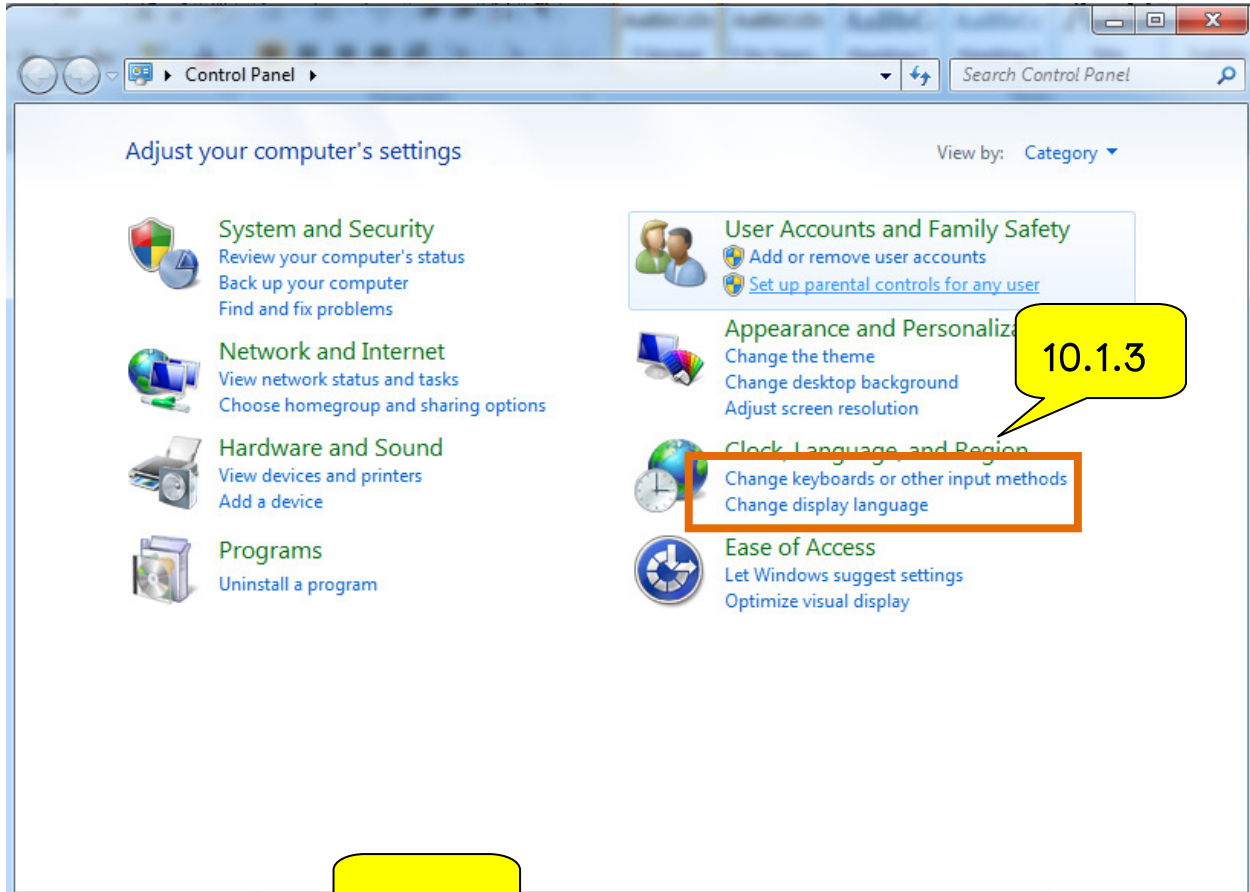 Control Panel
Search Control Panel
Adjust your computer's settings
View by: Category
System and Security
Review your computer's status
Back up your computer
Find and fix problems
Network and Internet
View network status and tasks
Choose homegroup and sharing options
Hardware and Sound
View devices and printers
Add a device
Programs
Uninstall a program
User Accounts and Family Safety
Add or remove user accounts
Set up parental controls for any user
Appearance and
Change the theme
Change desktop background
Adjust screen resolution
10.1.3
Clock, Language, and Region
Change keyboards or other input methods
Change display language
Ease of Access
Let Windows suggest settings
Optimize visual display